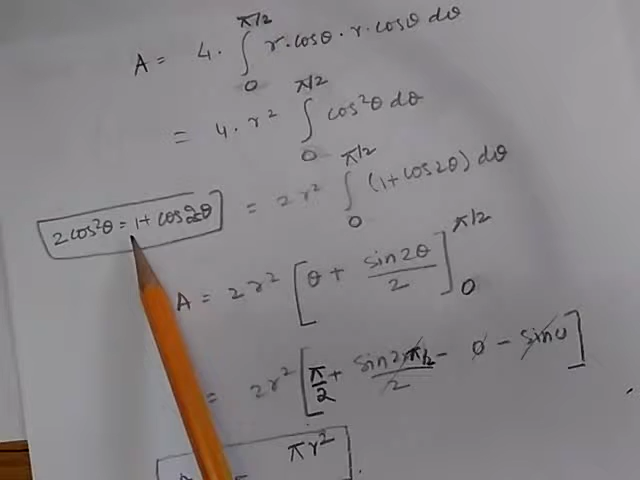 A = 4 · ∫₀^{π/2} r·cosθ · r·cosθ dθ
= 4 · r² ∫₀^{π/2} cos²θ dθ
2cos²θ = 1 + cos2θ = 2r² ∫₀^{π/2} (1+cos2θ) dθ
A = 2r² [θ + sin2θ/2]₀^{π/2}
= 2r² [π/2 + sin2π/2/2 - 0 - sin0]
πr²